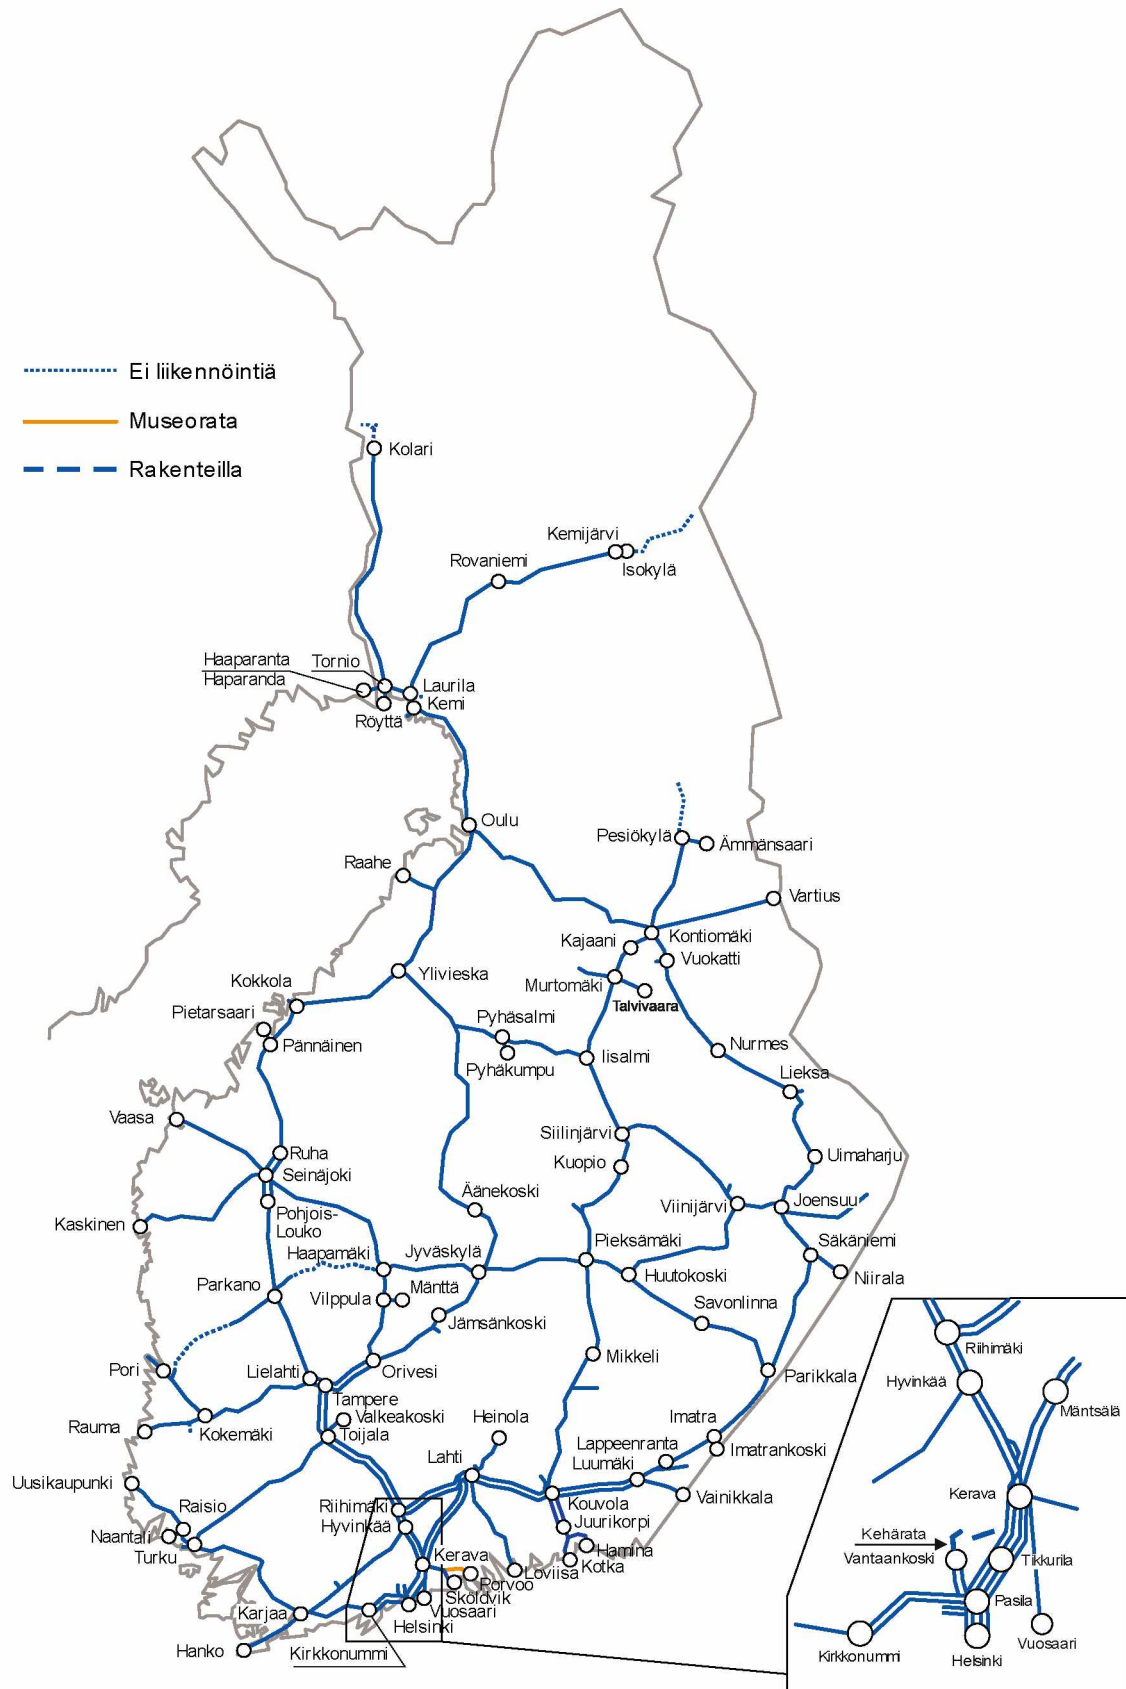 Ei liikennöintiä
Museorata
Rakenteilla
Kolari
Kemijärvi
Isokylä
Rovaniemi
Haaparanta
Haparanda
Tornio
Laurila
Kemi
Röyttä
Oulu
Pesiökylä
Ämmänsaari
Raahe
Vartius
Kontiomäki
Kajaani
Vuokatti
Ylivieska
Murtomäki
Talvivaara
Kokkola
Pietarsaari
Pännäinen
Pyhäsalmi
Pyhäkumpu
Iisalmi
Nurmes
Lieksa
Vaasa
Siilinjärvi
Kuopio
Uimaharju
Ruha
Seinäjoki
Pohjois-
Louko
Äänekoski
Viinijärvi
Joensuu
Kaskinen
Haapamäki
Jyväskylä
Pieksämäki
Säkäniemi
Huutokoski
Niirala
Parkano
Vilppula
Mänttä
Jämsänkoski
Savonlinna
Pori
Lielahti
Orivesi
Mikkeli
Parikkala
Tampere
Valkeakoski
Toijala
Rauma
Kokemäki
Heinola
Imatra
Imatrankoski
Lahti
Lappeenranta
Luumäki
Vainikkala
Uusikaupunki
Raisio
Naantali
Turku
Riihimäki
Hyvinkää
Kouvola
Juurikorpi
Hamina
Kotka
Loviisa
Kerava
Porvoo
Sköldvik
Vuosaari
Helsinki
Karjaa
Hanko
Kirkkonummi
Riihimäki
Hyvinkää
Mäntsälä
Kerava
Kehärata
Vantaankoski
Tikkurila
Pasila
Kirkkonummi
Helsinki
Vuosaari